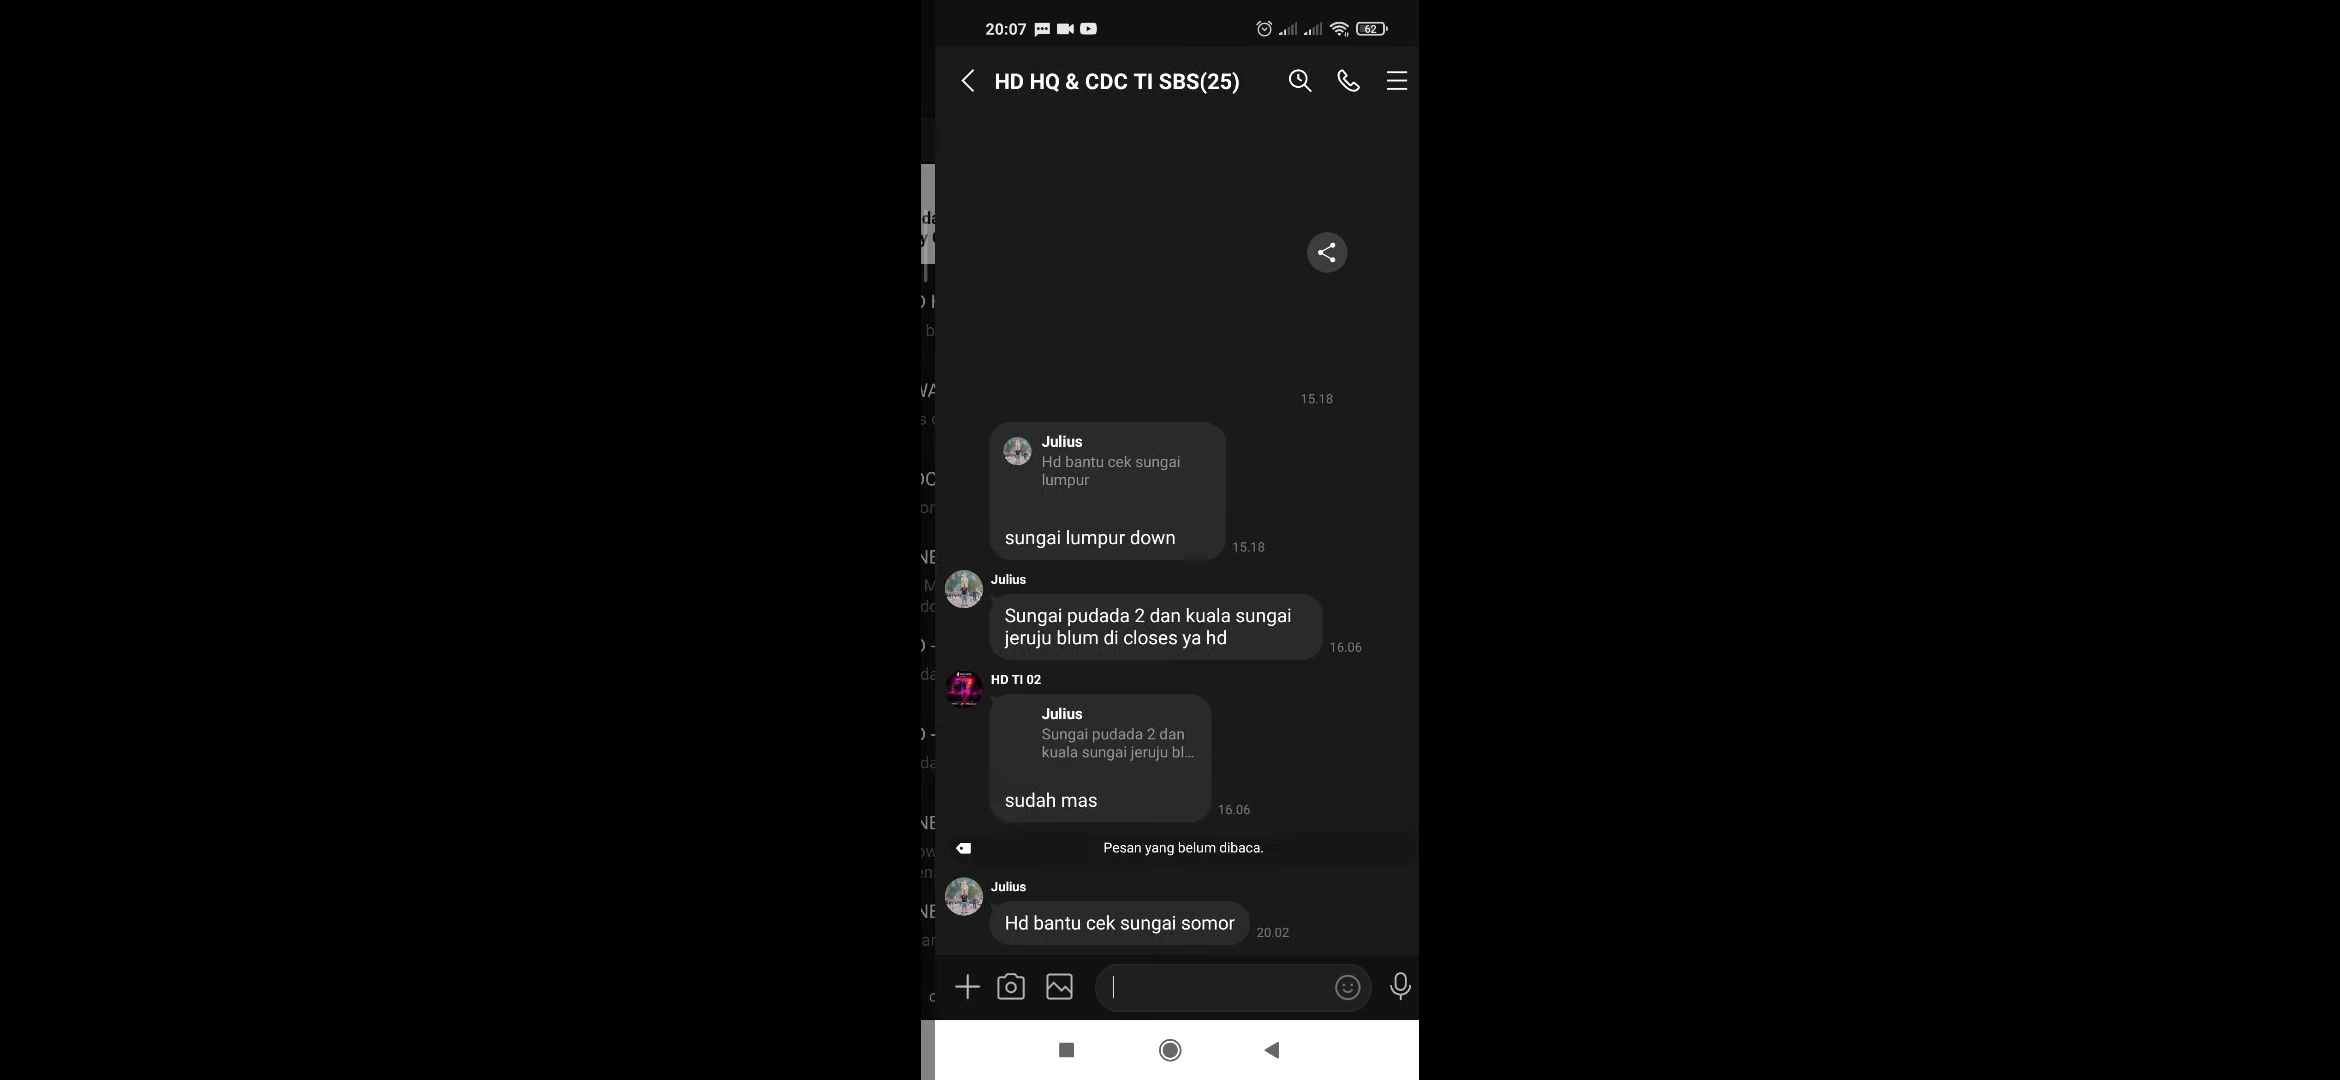 20:07
62
HD HQ & CDC TI SBS(25)
15.18
Julius
Hd bantu cek sungai
lumpur
sungai lumpur down
15.18
Julius
Sungai pudada 2 dan kuala sungai
jeruju blum di closes ya hd
16.06
HD TI 02
Julius
Sungai pudada 2 dan
kuala sungai jeruju bl...
sudah mas
16.06
Pesan yang belum dibaca.
Julius
Hd bantu cek sungai somor
20.02